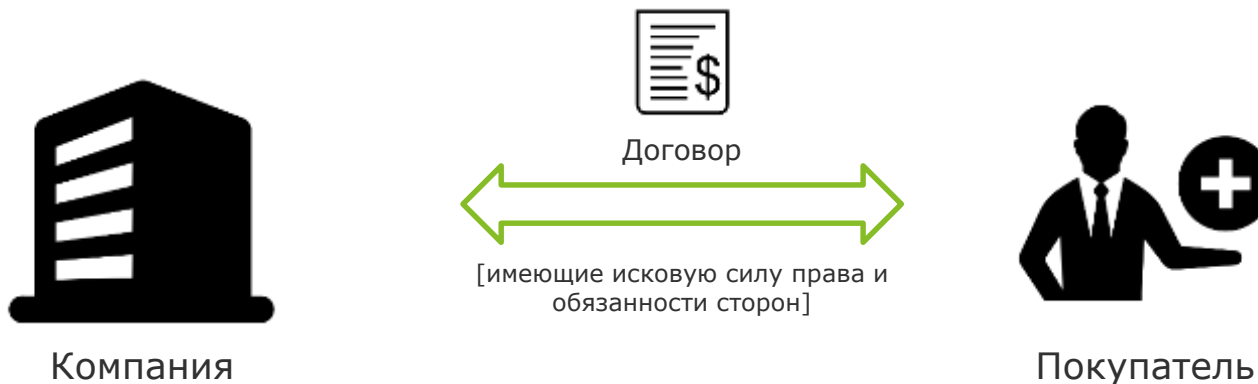 $
Договор
[имеющие исковую силу права и
обязанности сторон]
Компания
Покупатель